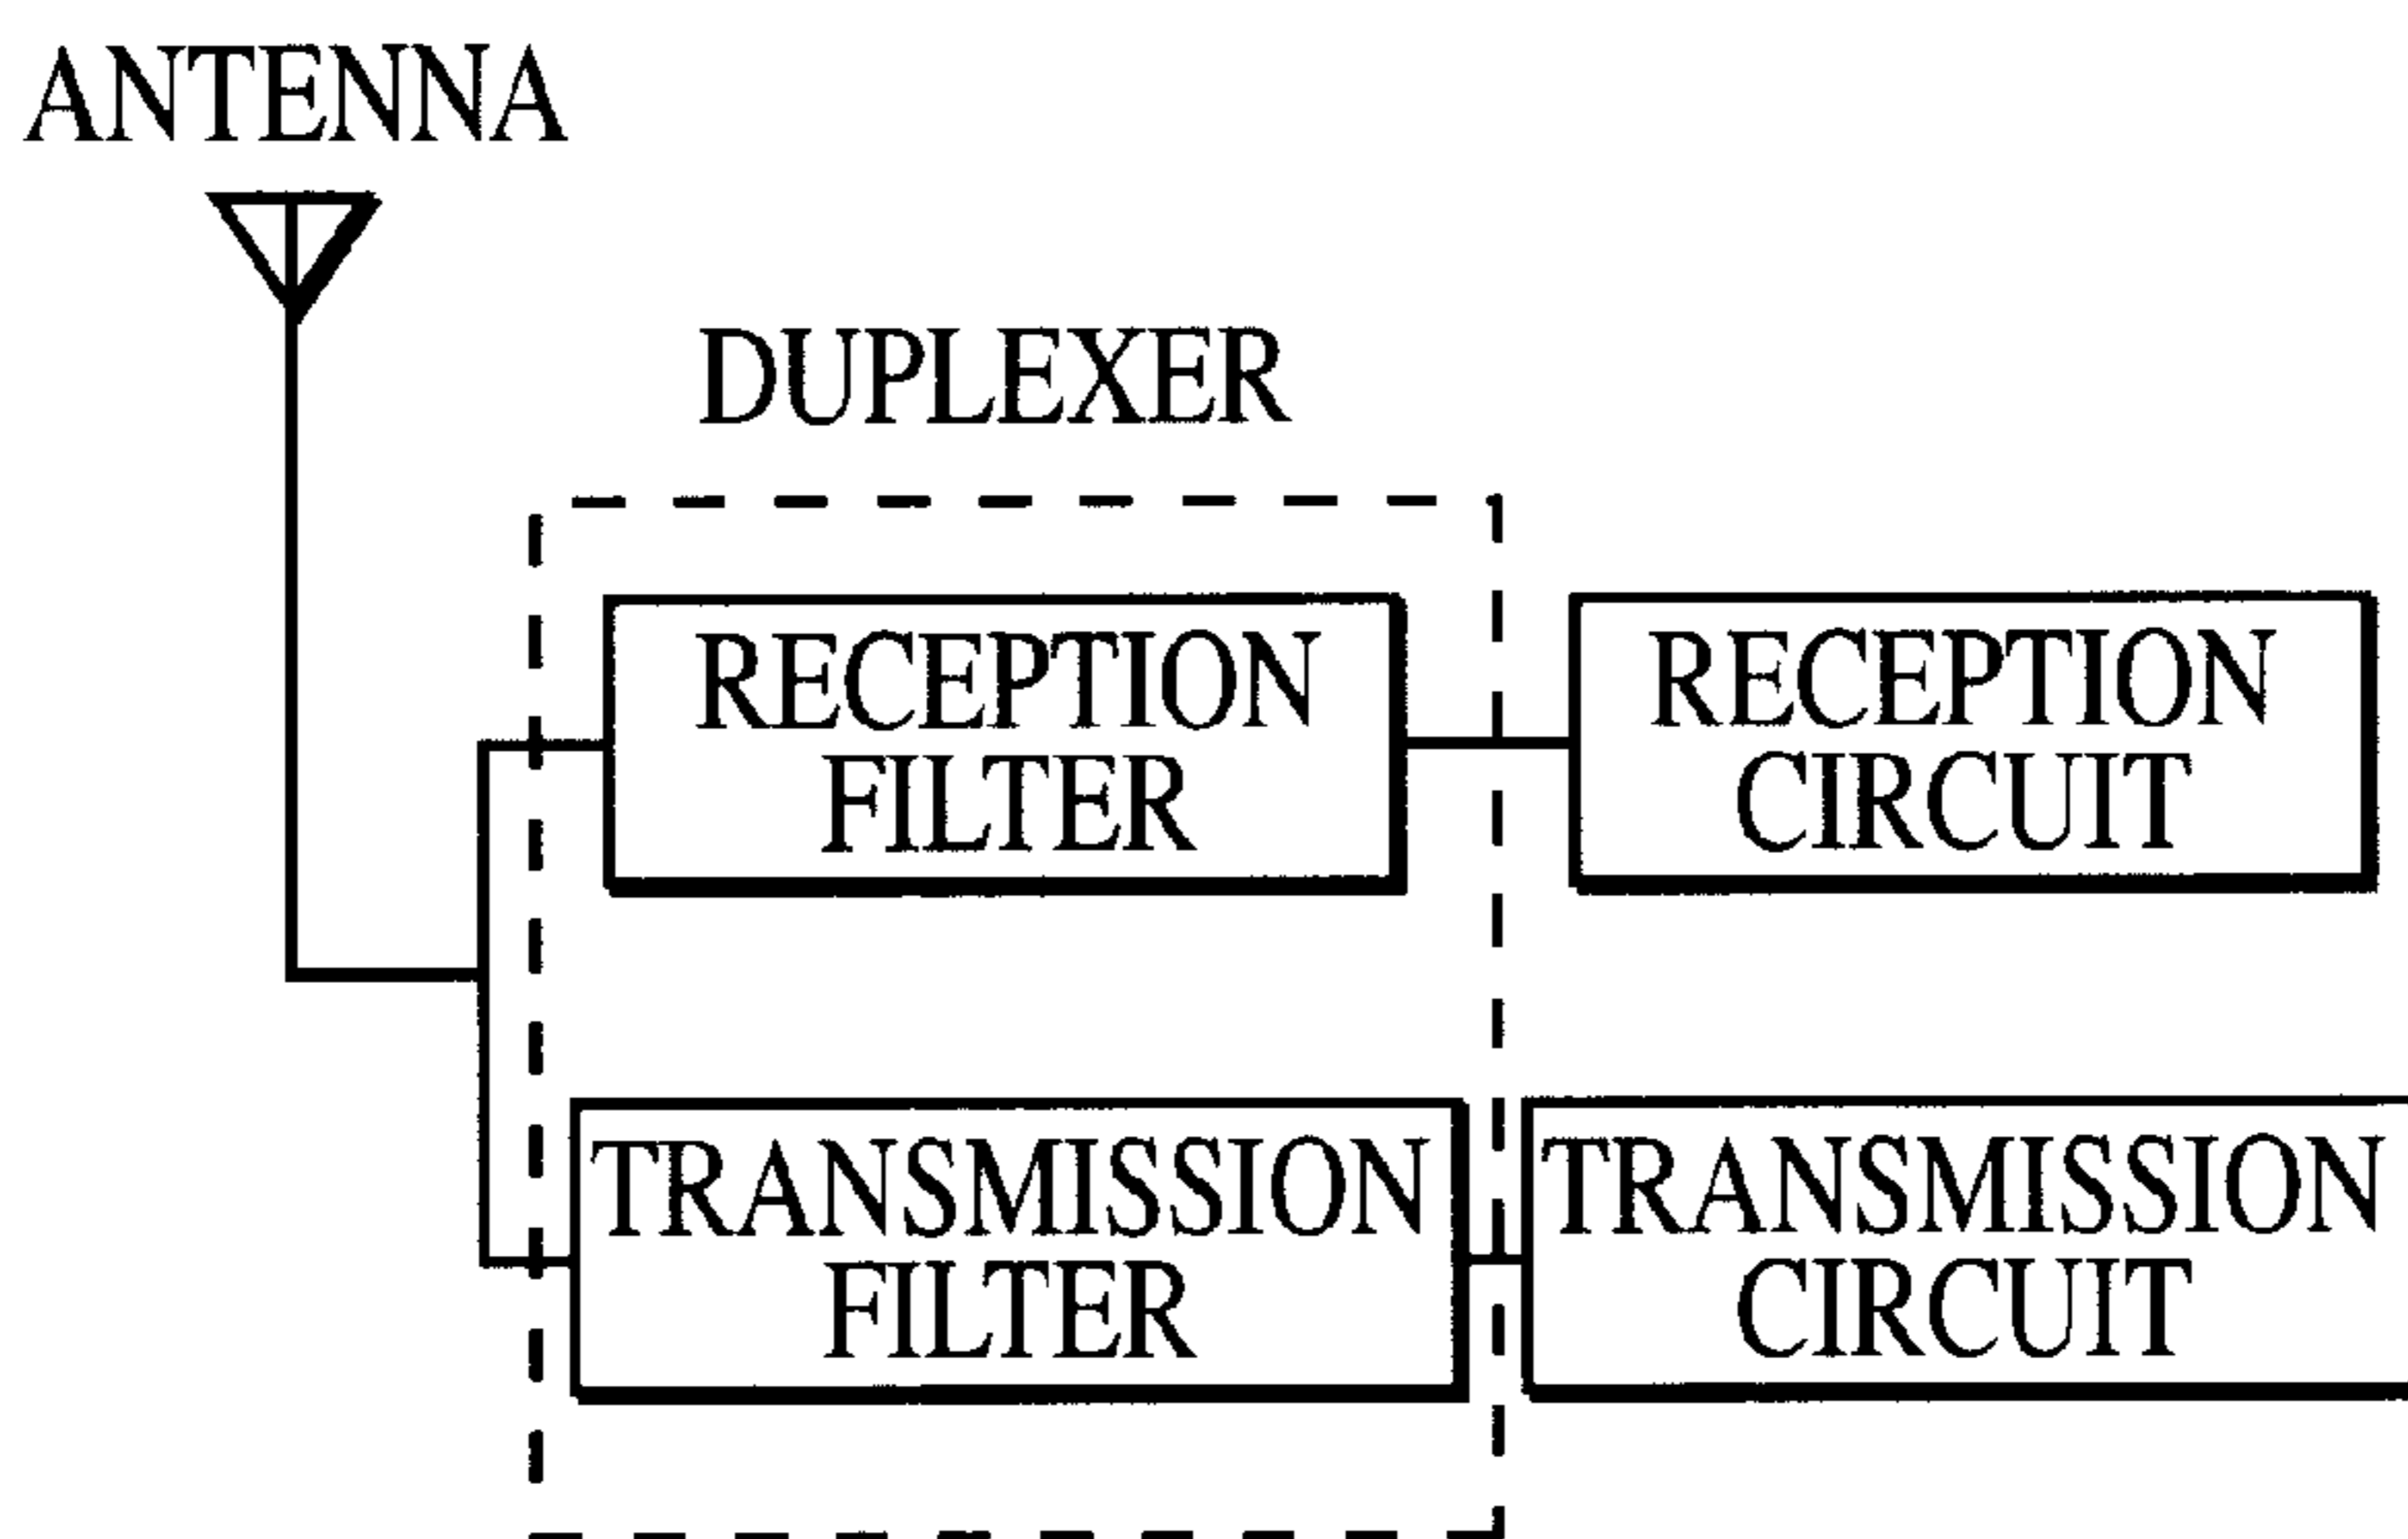 ANTENNA
DUPLEXER
RECEPTION
FILTER
RECEPTION
CIRCUIT
TRANSMISSION
FILTER
TRANSMISSION
CIRCUIT